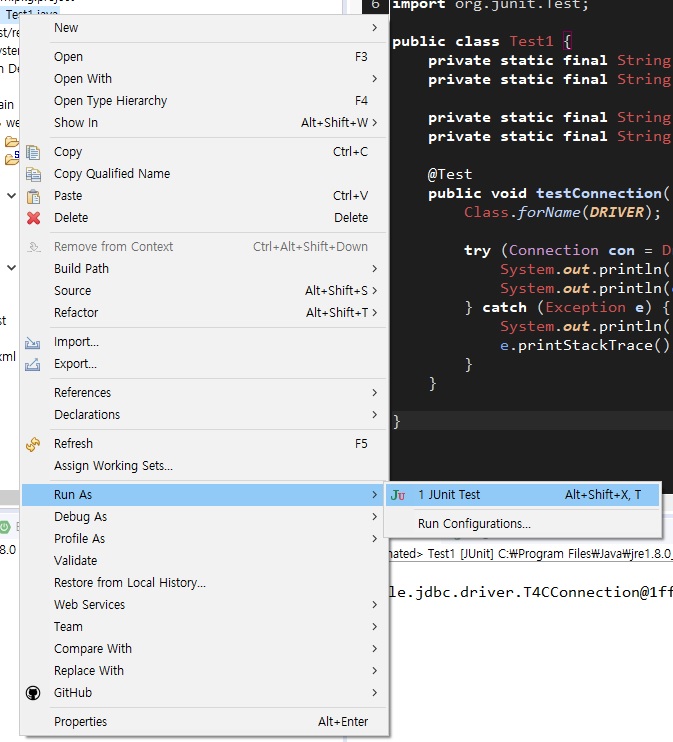 Test1.java
New
Open F3
Open With
Open Type Hierarchy F4
Show In Alt+Shift+W
Copy Ctrl+C
Copy Qualified Name
Paste Ctrl+V
Delete Delete
Remove from Context Ctrl+Alt+Shift+Down
Build Path
Source Alt+Shift+S
Refactor Alt+Shift+T
Import...
Export...
References
Declarations
Refresh F5
Assign Working Sets...
Run As
Debug As
Profile As
Validate
Restore from Local History...
Web Services
Team
Compare With
Replace With
GitHub
Properties Alt+Enter
1 JUnit Test Alt+Shift+X, T
Run Configurations...
6 import org.junit.Test;
public class Test1 {
private static final String
private static final String
private static final String
private static final String
@Test
public void testConnection(
Class.forName(DRIVER);
try (Connection con = D
System.out.println(
System.out.println(
} catch (Exception e) {
System.out.println(
e.printStackTrace()
}
}
}
nated> Test1 [JUnit] C:₩Program Files₩Java₩jre1.8.0_
le.jdbc.driver.T4CConnection@1ff
8.0
xml